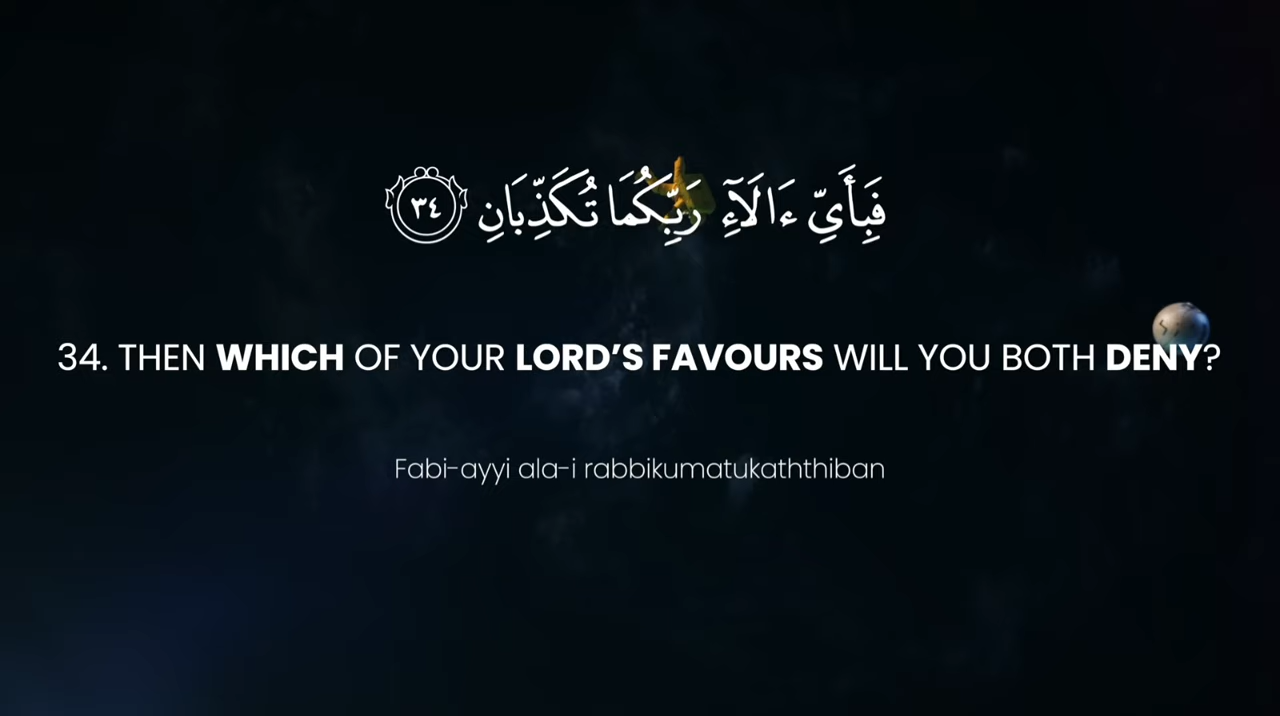 فَبِأَيِّ ءَالَآءِ رَبِّكُمَا تُكَذِّبَانِ ٣٤
34. THEN WHICH OF YOUR LORD’S FAVOURS WILL YOU BOTH DENY?
Fabi-ayyi ala-i rabbikumatukaththiban